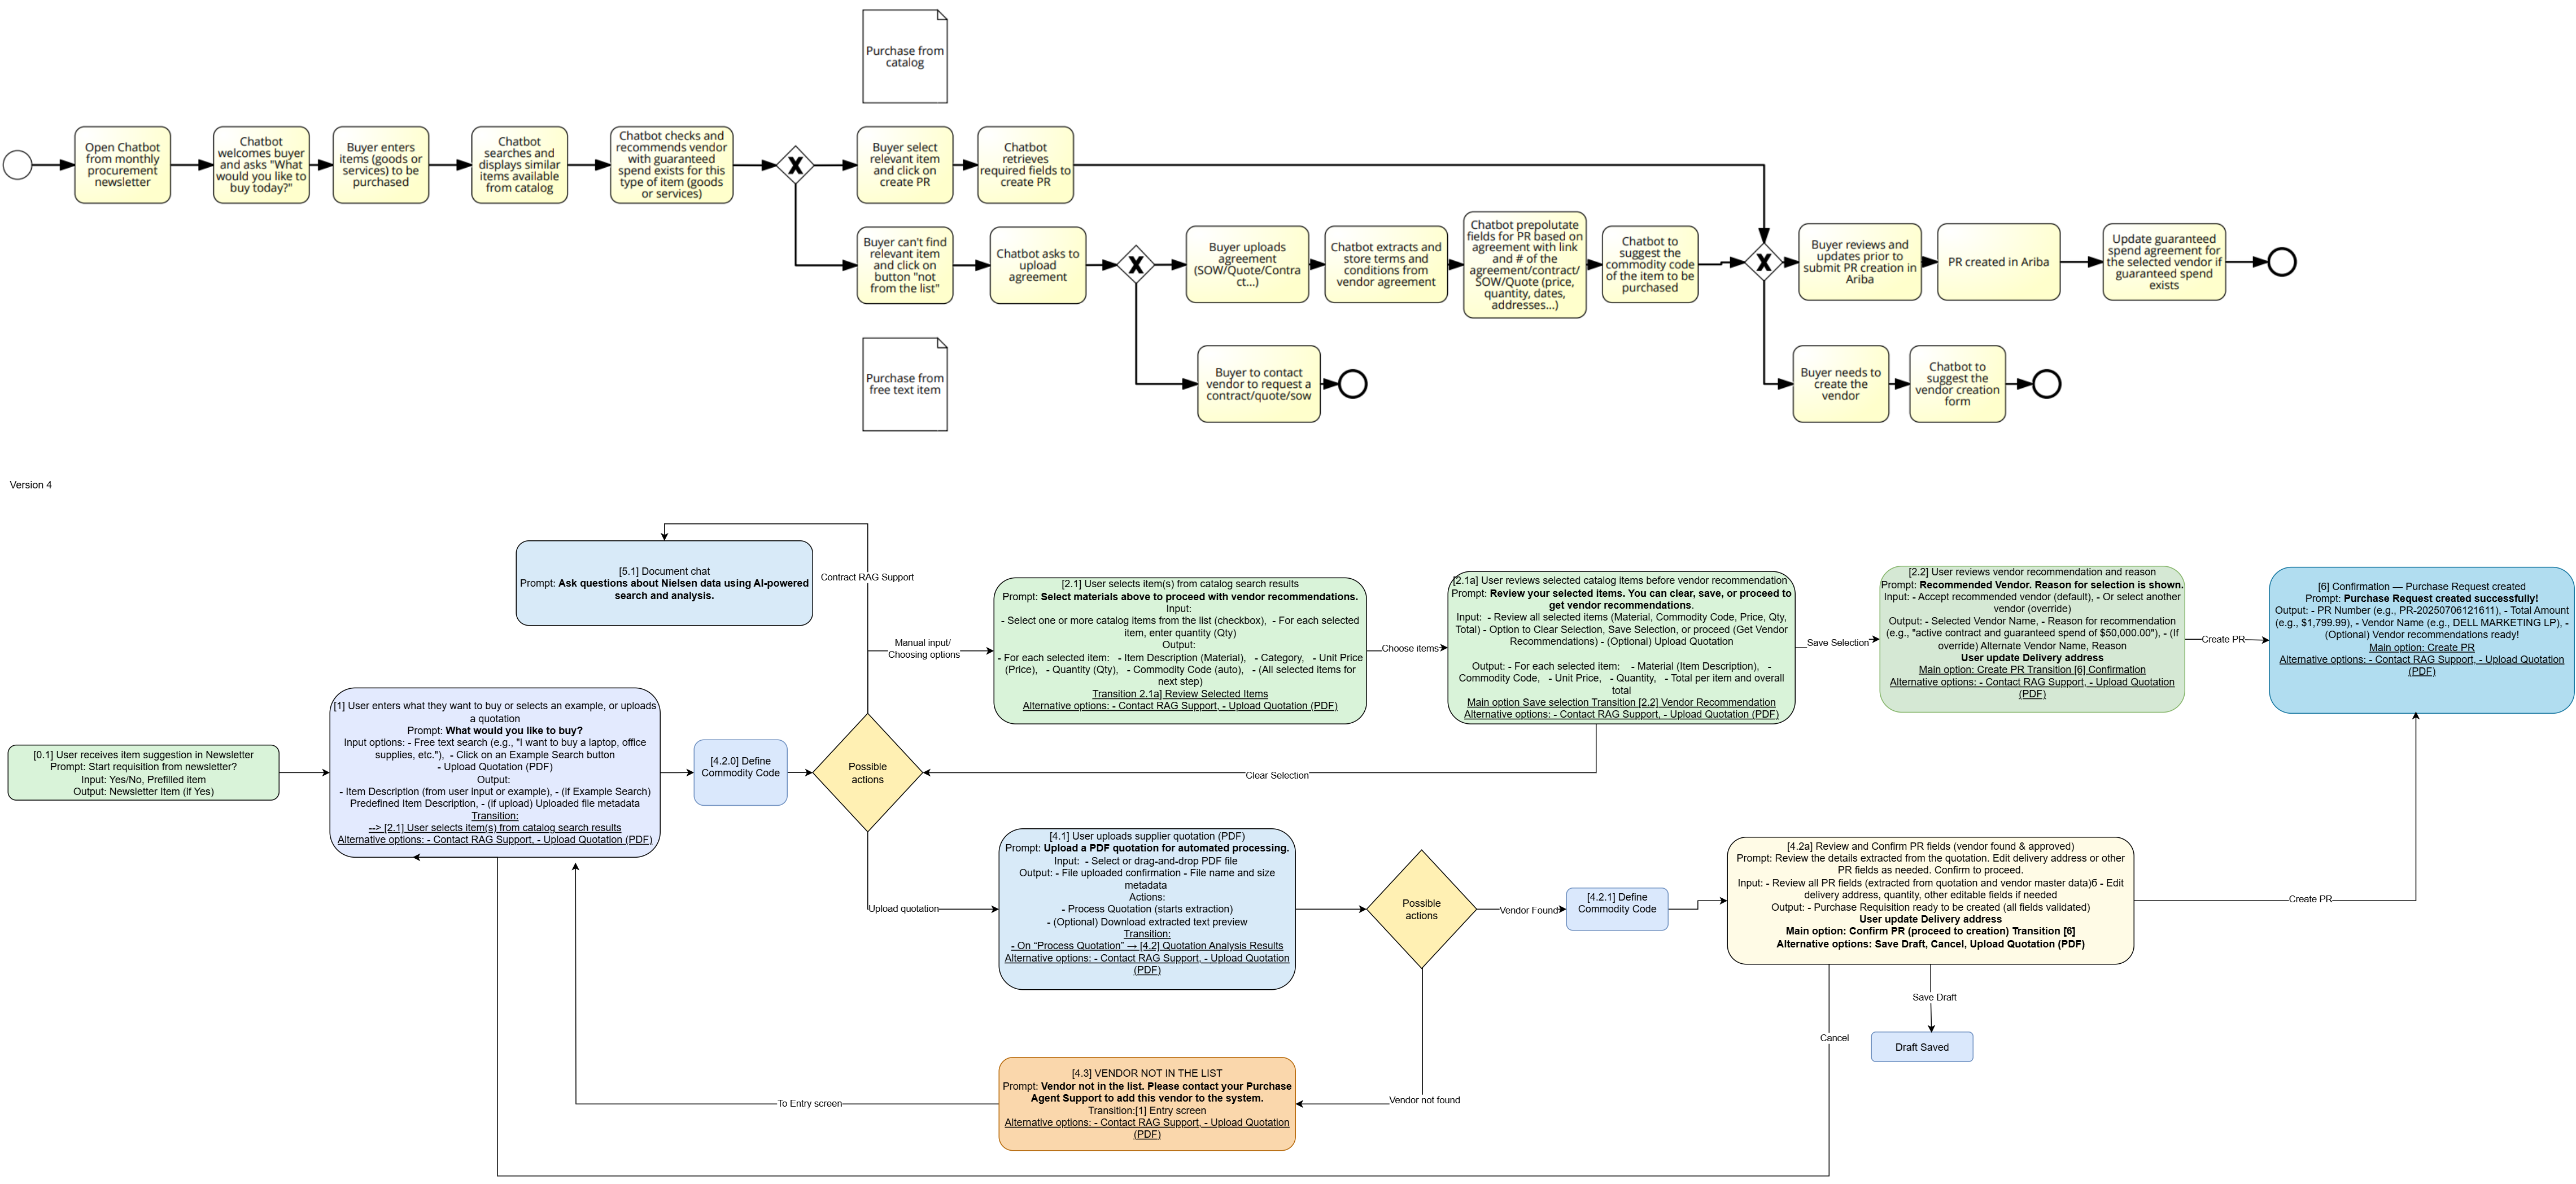 Purchase from
catalog
Open Chatbot
from monthly
procurement
newsletter
Chatbot
welcomes buyer
and asks "What
would you like to
buy today?"
Buyer enters
items (goods or
services) to be
purchased
Chatbot
searches and
displays similar
items available
from catalog
Chatbot checks and
recommends vendor
with guaranteed
spend exists for this
type of item (goods
or services)
X
Buyer select
relevant item
and click on
create PR
Chatbot
retrieves
required fields to
create PR
Buyer can't find
relevant item
and click on
button "not
from the list"
Chatbot asks to
upload
agreement
X
Buyer uploads
agreement
(SOW/Quote/Contra
ct...)
Chatbot extracts and
store terms and
conditions from
vendor agreement
Chatbot prepolutate
fields for PR based on
agreement with link
and # of the
agreement/contract/
SOW/Quote (price,
quantity, dates,
addresses...)
Chatbot to
suggest the
commodity code
of the item to be
purchased
X
Buyer reviews and
updates prior to
submit PR creation in
Ariba
PR created in Ariba
Update guaranteed
spend agreement for
the selected vendor if
guaranteed spend
exists
Purchase from
free text item
Buyer to contact
vendor to request a
contract/quote/sow
Buyer needs to
create the
vendor
Chatbot to
suggest the
vendor creation
form
Version 4
[5.1] Document chat
Prompt: Ask questions about Nielsen data using AI-powered
search and analysis.
Contract RAG Support
Manual input/
Choosing options
[2.1] User selects item(s) from catalog search results
Prompt: Select materials above to proceed with vendor recommendations.
Input:
- Select one or more catalog items from the list (checkbox), - For each selected
item, enter quantity (Qty)
Output:
- For each selected item: - Item Description (Material), - Category, - Unit Price
(Price), - Quantity (Qty), - Commodity Code (auto), - (All selected items for
next step)
Transition 2.1a] Review Selected Items
Alternative options: - Contact RAG Support, - Upload Quotation (PDF)
Choose items
[2.1a] User reviews selected catalog items before vendor recommendation
Prompt: Review your selected items. You can clear, save, or proceed to
get vendor recommendations.
Input: - Review all selected items (Material, Commodity Code, Price, Qty,
Total) - Option to Clear Selection, Save Selection, or proceed (Get Vendor
Recommendations) - (Optional) Upload Quotation
Output: - For each selected item: - Material (Item Description), -
Commodity Code, - Unit Price, - Quantity, - Total per item and overall
total
Main option Save selection Transition [2.2] Vendor Recommendation
Alternative options: - Contact RAG Support, - Upload Quotation (PDF)
Save Selection
[2.2] User reviews vendor recommendation and reason
Prompt: Recommended Vendor. Reason for selection is shown.
Input: - Accept recommended vendor (default), - Or select another
vendor (override)
Output: - Selected Vendor Name, - Reason for recommendation
(e.g., "active contract and guaranteed spend of $50,000.00"), - (If
override) Alternate Vendor Name, Reason
User update Delivery address
Main option: Create PR Transition [6] Confirmation
Alternative options: - Contact RAG Support, - Upload Quotation
(PDF)
Create PR
[6] Confirmation — Purchase Request created
Prompt: Purchase Request created successfully!
Output: - PR Number (e.g., PR-20250706121611), - Total Amount
(e.g., $1,799.99), - Vendor Name (e.g., DELL MARKETING LP), -
(Optional) Vendor recommendations ready!
Main option: Create PR
Alternative options: - Contact RAG Support, - Upload Quotation
(PDF)
[0.1] User receives item suggestion in Newsletter
Prompt: Start requisition from newsletter?
Input: Yes/No, Prefilled item
Output: Newsletter Item (if Yes)
[1] User enters what they want to buy or selects an example, or uploads
a quotation
Prompt: What would you like to buy?
Input options: - Free text search (e.g., "I want to buy a laptop, office
supplies, etc."), - Click on an Example Search button
- Upload Quotation (PDF)
Output:
- Item Description (from user input or example), - (if Example Search)
Predefined Item Description, - (if upload) Uploaded file metadata
Transition:
--> [2.1] User selects item(s) from catalog search results
Alternative options: - Contact RAG Support, - Upload Quotation (PDF)
[4.2.0] Define
Commodity Code
Possible
actions
Clear Selection
Upload quotation
[4.1] User uploads supplier quotation (PDF)
Prompt: Upload a PDF quotation for automated processing.
Input: - Select or drag-and-drop PDF file
Output: - File uploaded confirmation - File name and size
metadata
Actions:
- Process Quotation (starts extraction)
- (Optional) Download extracted text preview
Transition:
- On “Process Quotation” → [4.2] Quotation Analysis Results
Alternative options: - Contact RAG Support, - Upload Quotation
(PDF)
Possible
actions
Vendor Found
[4.2.1] Define
Commodity Code
[4.2a] Review and Confirm PR fields (vendor found & approved)
Prompt: Review the details extracted from the quotation. Edit delivery address or other
PR fields as needed. Confirm to proceed.
Input: - Review all PR fields (extracted from quotation and vendor master data)б - Edit
delivery address, quantity, other editable fields if needed
Output: - Purchase Requisition ready to be created (all fields validated)
User update Delivery address
Main option: Confirm PR (proceed to creation) Transition [6]
Alternative options: Save Draft, Cancel, Upload Quotation (PDF)
Create PR
Save Draft
Draft Saved
Cancel
Vendor not found
[4.3] VENDOR NOT IN THE LIST
Prompt: Vendor not in the list. Please contact your Purchase
Agent Support to add this vendor to the system.
Transition:[1] Entry screen
Alternative options: - Contact RAG Support, - Upload Quotation
(PDF)
To Entry screen